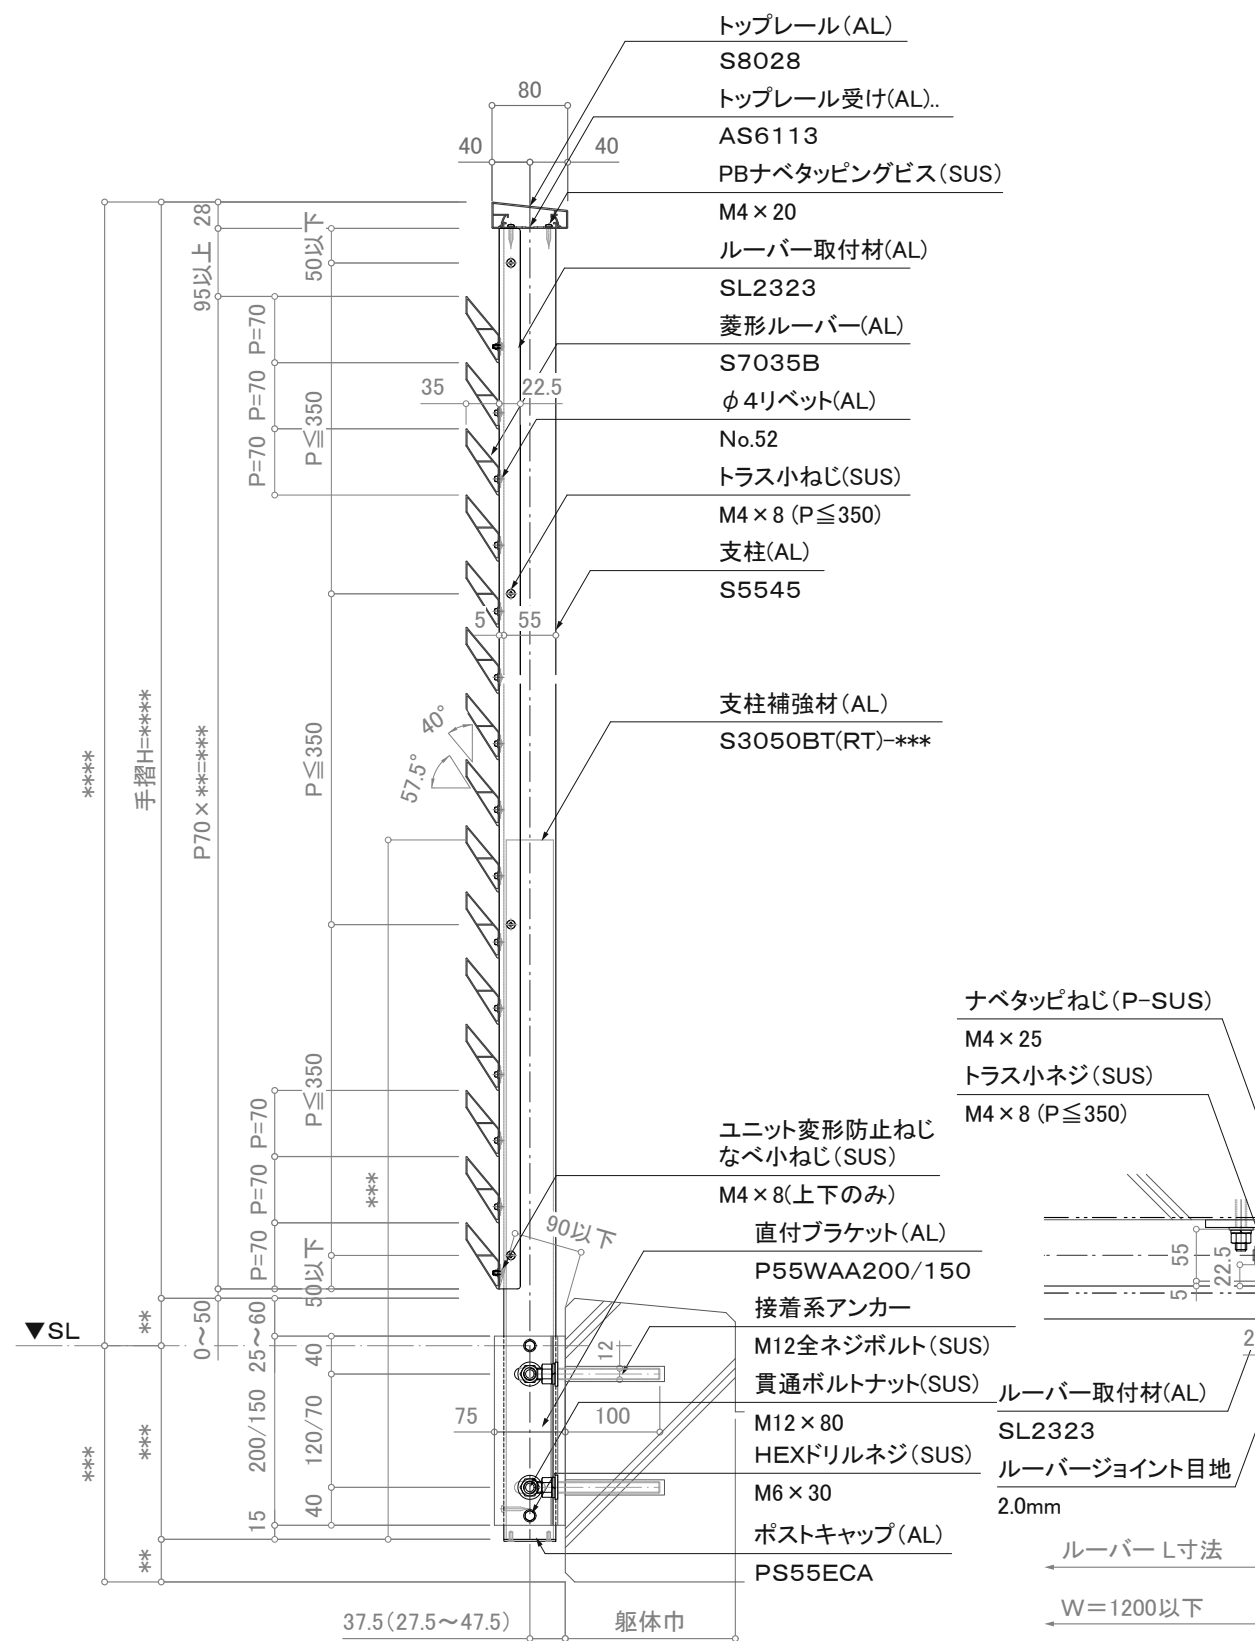 トップレール(AL)
S8028
トップレール受け(AL)..
AS6113
PBナベタッピングビス(SUS)
M4×20
ルーバー取付材(AL)
SL2323
菱形ルーバー(AL)
S7035B
φ4リベット(AL)
No.52
トラス小ねじ(SUS)
M4×8 (P≦350)
支柱(AL)
S5545
支柱補強材(AL)
S3050BT(RT)-***
80
40
40
28
95以上
50以下
P=70
P=70
P=70
P≦350
35
22.5
5
55
40°
57.5°
****
手摺H=****
P70×**=****
P≦350
P≦350
***
P=70
P=70
P=70
50以下
90以下
ユニット変形防止ねじ
なべ小ねじ(SUS)
M4×8(上下のみ)
直付ブラケット(AL)
P55WAA200/150
接着系アンカー
M12全ネジボルト(SUS)
貫通ボルトナット(SUS)
M12×80
HEXドリルネジ(SUS)
M6×30
ポストキャップ(AL)
PS55ECA
▼SL
**
0～50
25～60
40
12
75
100
***
***
200/150
120/70
15
40
**
37.5(27.5～47.5)
躯体巾
ナベタッピねじ(P-SUS)
M4×25
トラス小ネジ(SUS)
M4×8 (P≦350)
55
22.5
5
2
ルーバー取付材(AL)
SL2323
ルーバージョイント目地
2.0mm
ルーバー L寸法
W=1200以下